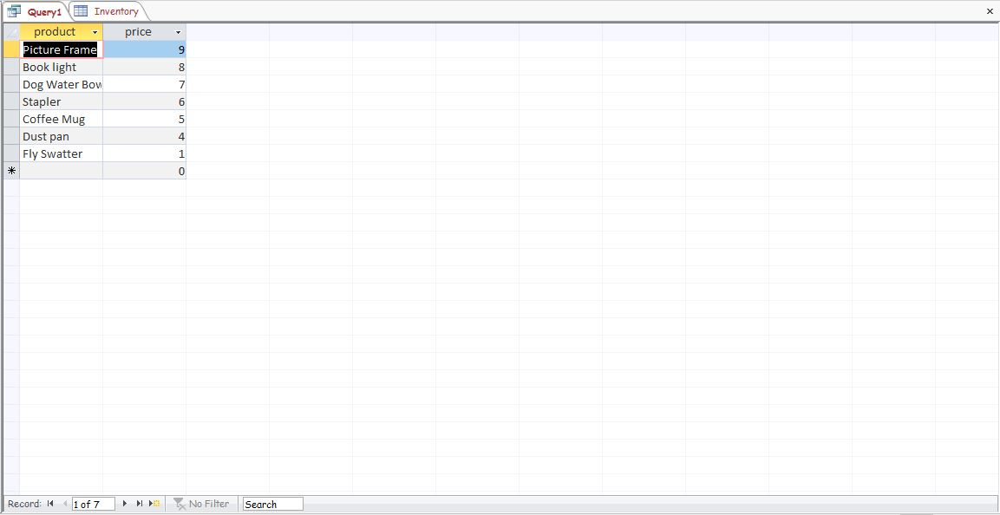 Query1 Inventory
product price
Picture Frame 9
Book light 8
Dog Water Bow 7
Stapler 6
Coffee Mug 5
Dust pan 4
Fly Swatter 1
0
Record: 1 of 7 No Filter Search